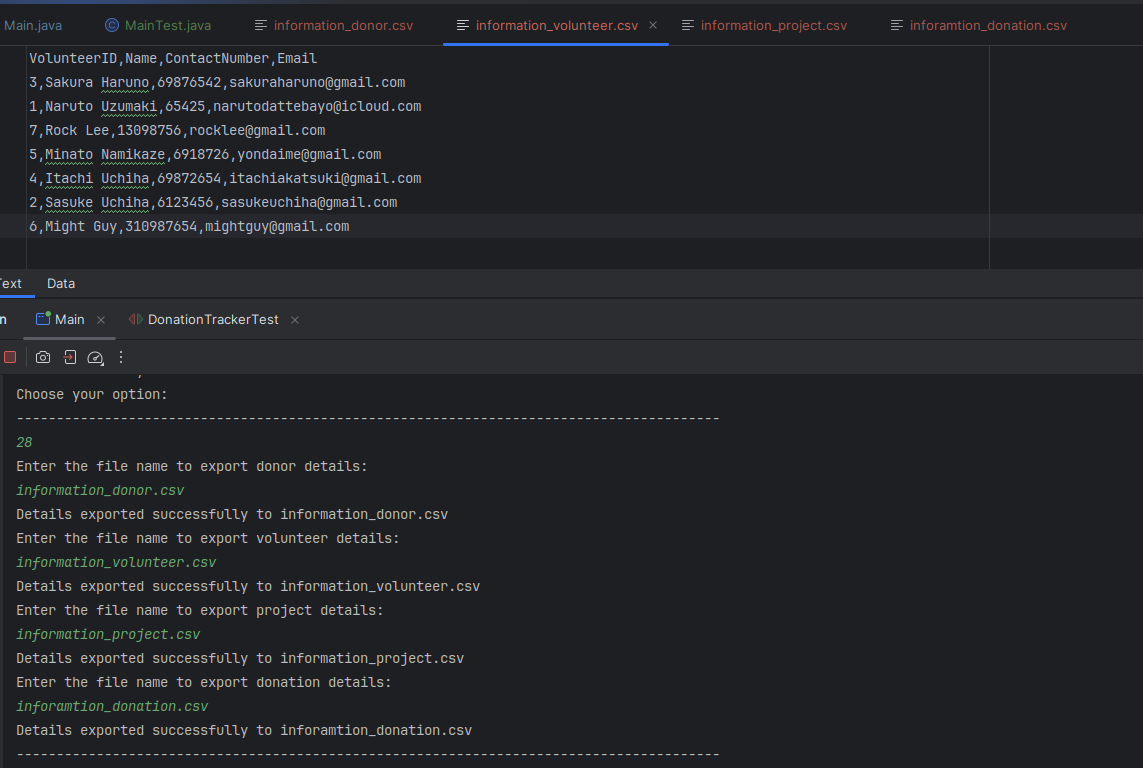 Main.java MainTest.java information_donor.csv information_volunteer.csv information_project.csv inforamtion_donation.csv
VolunteerID,Name,ContactNumber,Email
3,Sakura Haruno,69876542,sakuraharuno@gmail.com
1,Naruto Uzumaki,65425,narutodattebayo@icloud.com
7,Rock Lee,13098756,rocklee@gmail.com
5,Minato Namikaze,6918726,yondaime@gmail.com
4,Itachi Uchiha,69872654,itachiakatsuki@gmail.com
2,Sasuke Uchiha,6123456,sasukeuchiha@gmail.com
6,Might Guy,310987654,mightguy@gmail.com
Text Data
n Main DonationTrackerTest
Choose your option:
----------------------------------------------------------------------------------------
28
Enter the file name to export donor details:
information_donor.csv
Details exported successfully to information_donor.csv
Enter the file name to export volunteer details:
information_volunteer.csv
Details exported successfully to information_volunteer.csv
Enter the file name to export project details:
information_project.csv
Details exported successfully to information_project.csv
Enter the file name to export donation details:
inforamtion_donation.csv
Details exported successfully to inforamtion_donation.csv
----------------------------------------------------------------------------------------